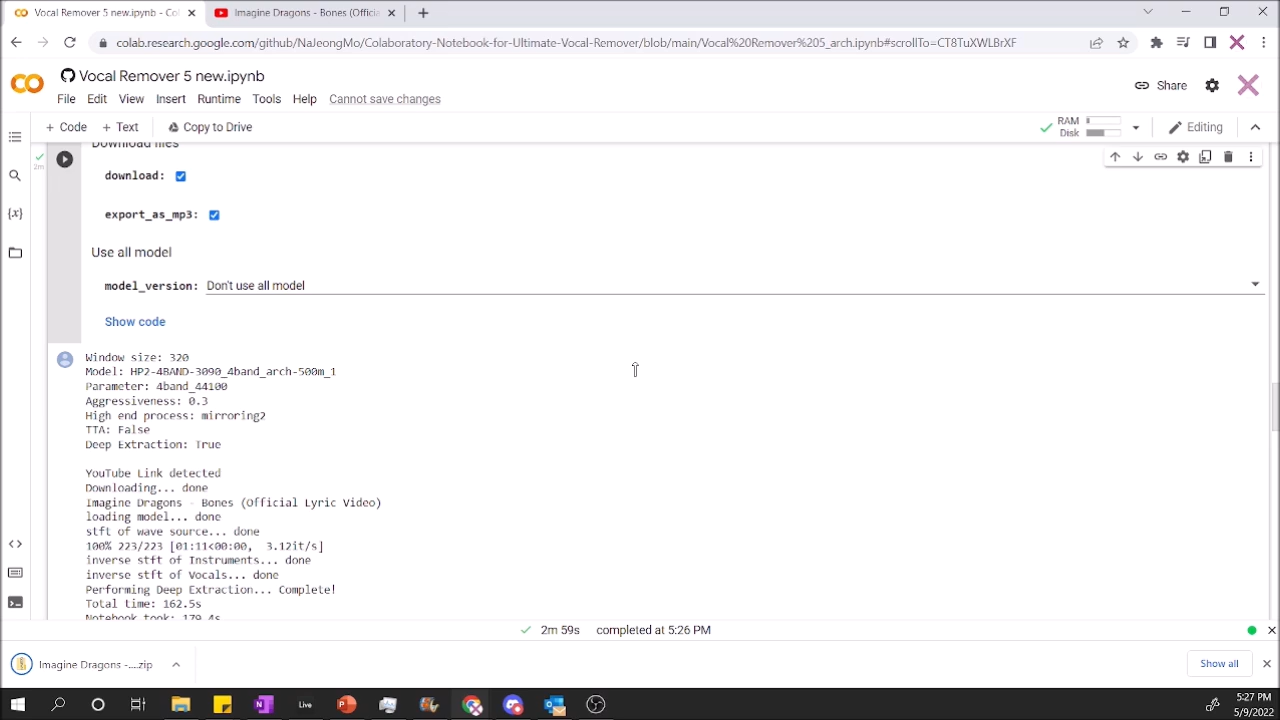 Vocal Remover 5 new.ipynb - Co
Imagine Dragons - Bones (Officia
colab.research.google.com/github/NaJeongMo/Colaboratory-Notebook-for-Ultimate-Vocal-Remover/blob/main/Vocal%20Remover%205_arch.ipynb#scrollTo=CT8TuXWLBrXF
Vocal Remover 5 new.ipynb
Share
File Edit View Insert Runtime Tools Help Cannot save changes
+ Code + Text Copy to Drive
RAM
Disk
Editing
Download files
2m
download:
export_as_mp3:
{x}
Use all model
model_version: Don't use all model
Show code
Window size: 320
Model: HP2-4BAND-3090_4band_arch-500m_1
Parameter: 4band_44100
Aggressiveness: 0.3
High end process: mirroring2
TTA: False
Deep Extraction: True
YouTube Link detected
Downloading... done
Imagine Dragons - Bones (Official Lyric Video)
loading model... done
stft of wave source... done
100% 223/223 [01:11<00:00, 3.12it/s]
inverse stft of Instruments... done
inverse stft of Vocals... done
Performing Deep Extraction... Complete!
Total time: 162.5s
Notebook took: 179.4s
2m 59s completed at 5:26 PM
Imagine Dragons -....zip
Show all
Live
5:27 PM
5/9/2022